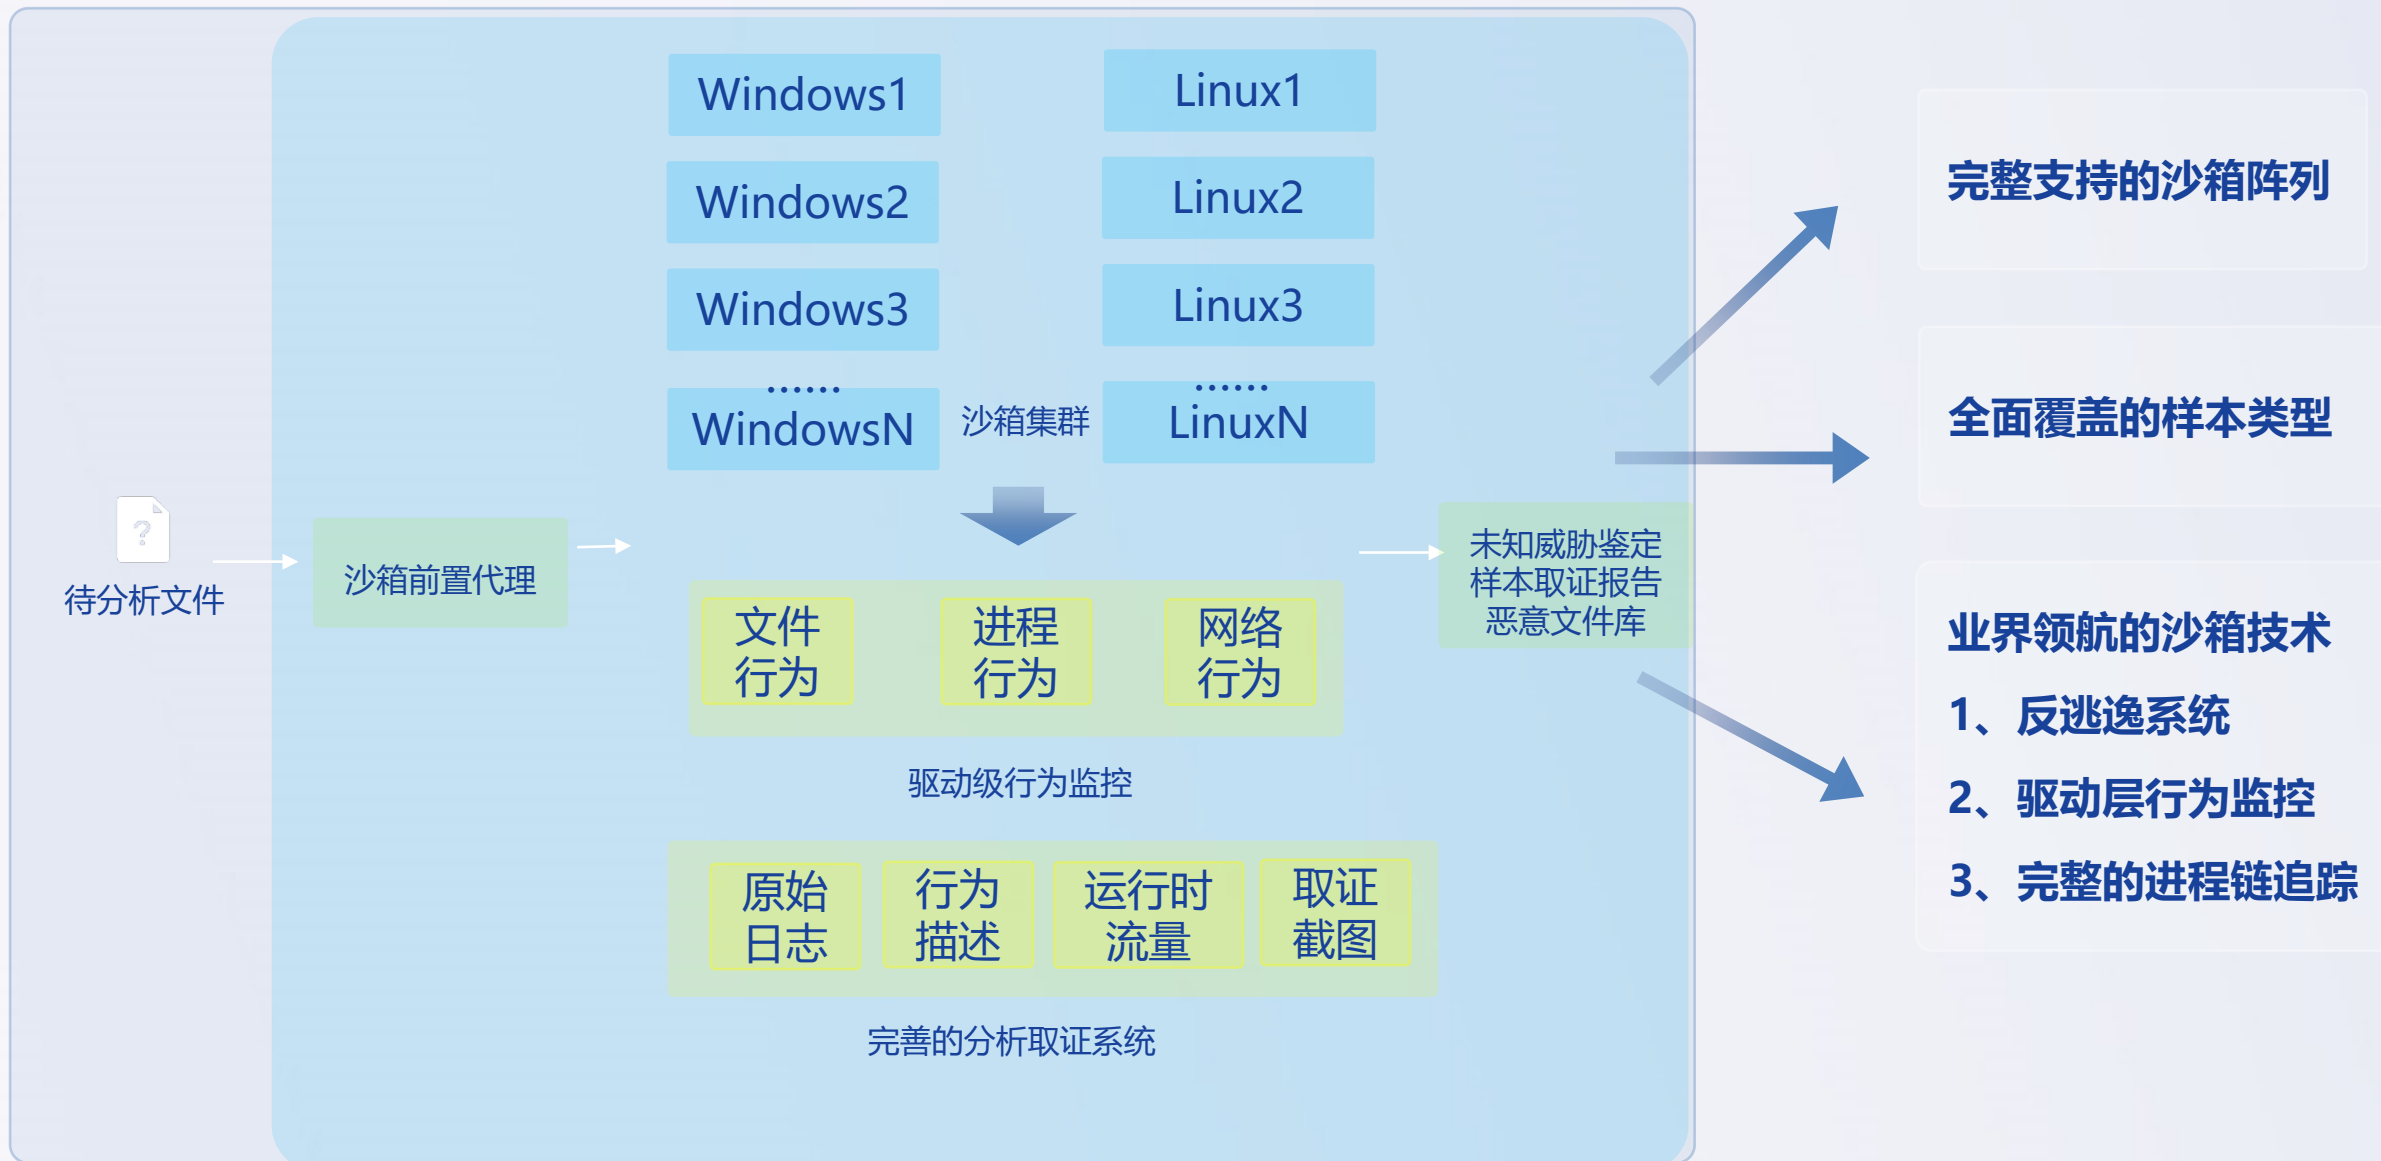 Windows1
Linux1
Windows2
Linux2
Windows3
Linux3
......
......
WindowsN
沙箱集群
LinuxN
?
待分析文件
沙箱前置代理
文件
行为
进程
行为
网络
行为
驱动级行为监控
原始
日志
行为
描述
运行时
流量
取证
截图
完善的分析取证系统
未知威胁鉴定
样本取证报告
恶意文件库
完整支持的沙箱阵列
全面覆盖的样本类型
业界领航的沙箱技术
1、反逃逸系统
2、驱动层行为监控
3、完整的进程链追踪